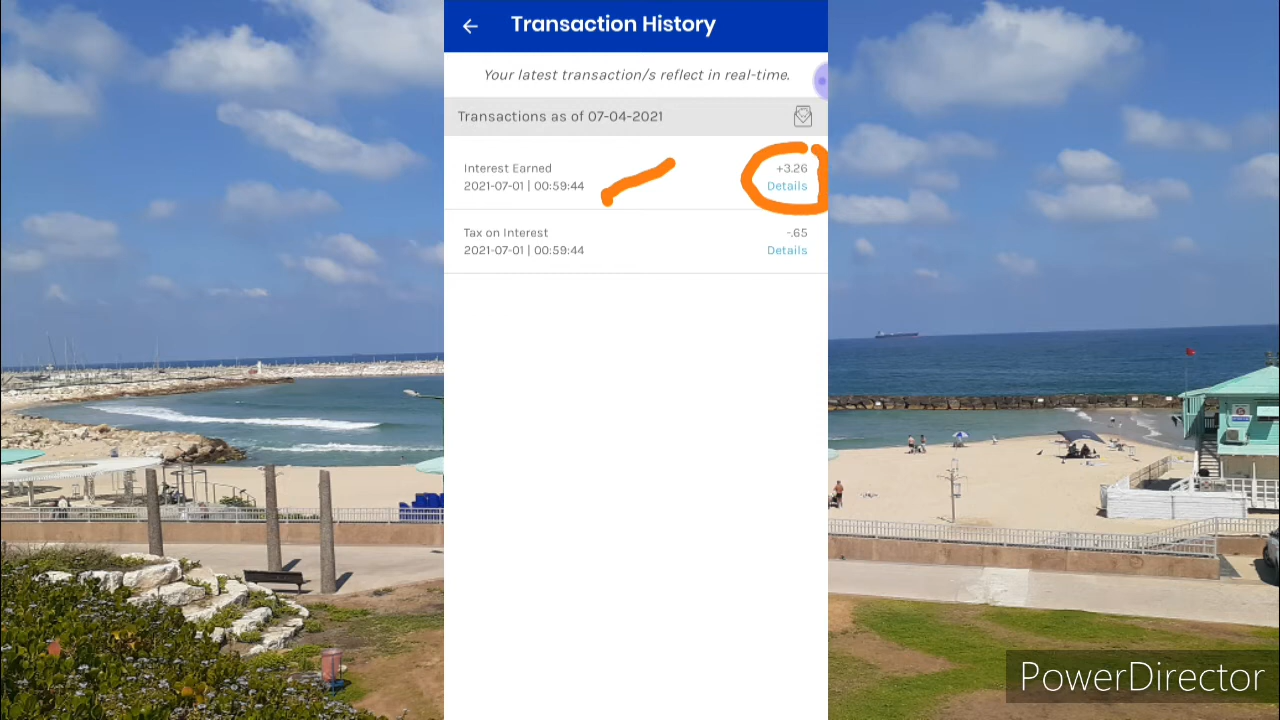 Transaction History
Your latest transaction/s reflect in real-time.
Transactions as of 07-04-2021
Interest Earned
+3.26
2021-07-01 | 00:59:44
Details
Tax on Interest
-.65
2021-07-01 | 00:59:44
Details
PowerDirector